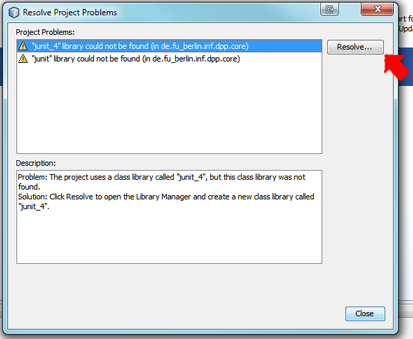 Resolve Project Problems
Project Problems:
"junit_4" library could not be found (in de.fu_berlin.inf.dpp.core)
Resolve...
"junit" library could not be found (in de.fu_berlin.inf.dpp.core)
Description:
Problem: The project uses a class library called "junit_4", but this class library was not
found.
Solution: Click Resolve to open the Library Manager and create a new class library called
"junit_4".
Close